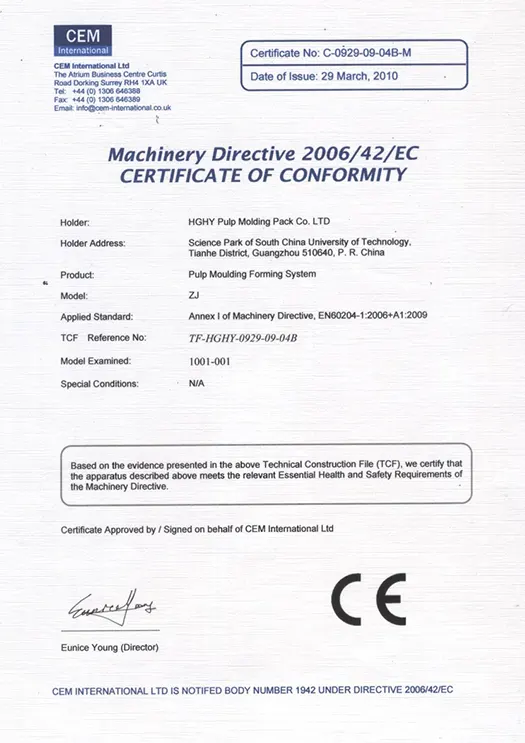 CEM
International
CEM International Ltd
The Atrium Business Centre Curtis
Road Dorking Surrey RH4 1XA UK
Tel: +44 (0) 1306 646388
Fax: +44 (0) 1306 646389
Email: info@cem-international.co.uk
Certificate No: C-0929-09-04B-M
Date of Issue: 29 March, 2010
Machinery Directive 2006/42/EC
CERTIFICATE OF CONFORMITY
Holder: HGHY Pulp Molding Pack Co. LTD
Holder Address: Science Park of South China University of Technology,
Tianhe District, Guangzhou 510640, P. R. China
Product: Pulp Moulding Forming System
Model: ZJ
Applied Standard: Annex I of Machinery Directive, EN60204-1:2006+A1:2009
TCF Reference No: TF-HGHY-0929-09-04B
Model Examined: 1001-001
Special Conditions: N/A
Based on the evidence presented in the above Technical Construction File (TCF), we certify that
the apparatus described above meets the relevant Essential Health and Safety Requirements of
the Machinery Directive.
Certificate Approved by / Signed on behalf of CEM International Ltd
Eunice Young
CE
Eunice Young (Director)
CEM INTERNATIONAL LTD IS NOTIFED BODY NUMBER 1942 UNDER DIRECTIVE 2006/42/EC